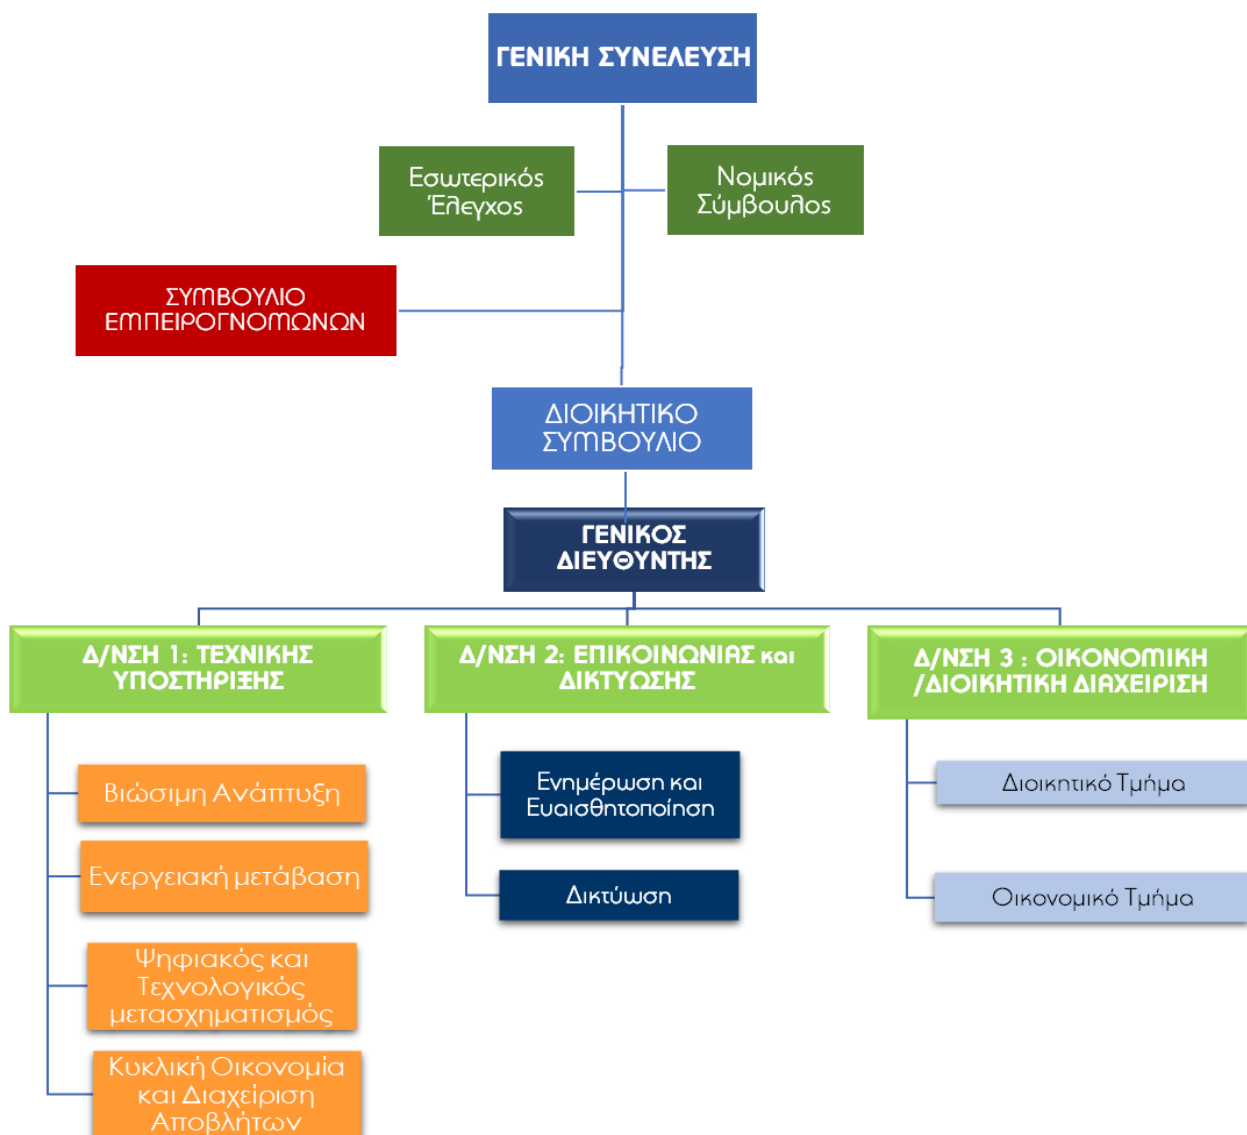 ΓΕΝΙΚΗ ΣΥΝΕΛΕΥΣΗ
Εσωτερικός
Έλεγχος
Νομικός
Σύμβουλος
ΣΥΜΒΟΥΛΙΟ
ΕΜΠΕΙΡΟΓΝΟΜΩΝΩΝ
ΔΙΟΙΚΗΤΙΚΟ
ΣΥΜΒΟΥΛΙΟ
ΓΕΝΙΚΟΣ
ΔΙΕΥΘΥΝΤΗΣ
Δ/ΝΣΗ 1: ΤΕΧΝΙΚΗΣ
ΥΠΟΣΤΗΡΙΞΗΣ
Βιώσιμη Ανάπτυξη
Ενεργειακή μετάβαση
Ψηφιακός και
Τεχνολογικός
μετασχηματισμός
Κυκλική Οικονομία
και Διαχείριση
Αποβλήτων
Δ/ΝΣΗ 2: ΕΠΙΚΟΙΝΩΝΙΑΣ και
ΔΙΚΤΥΩΣΗΣ
Ενημέρωση και
Ευαισθητοποίηση
Δικτύωση
Δ/ΝΣΗ 3 : ΟΙΚΟΝΟΜΙΚΗ
/ΔΙΟΙΚΗΤΙΚΗ ΔΙΑΧΕΙΡΙΣΗ
Διοικητικό Τμήμα
Οικονομικό Τμήμα